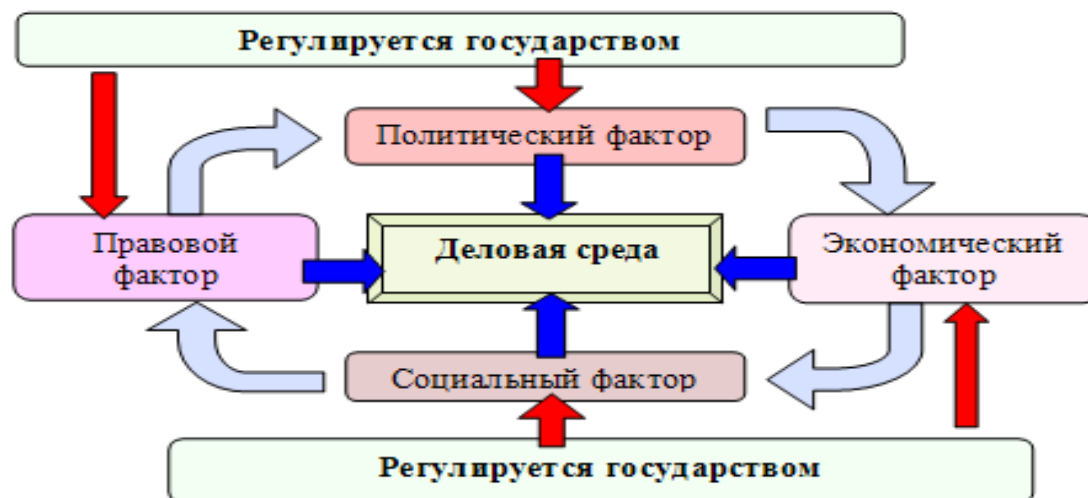 Регулируется государством
Политический фактор
Правовой
фактор
Деловая среда
Экономический
фактор
Социальный фактор
Регулируется государством